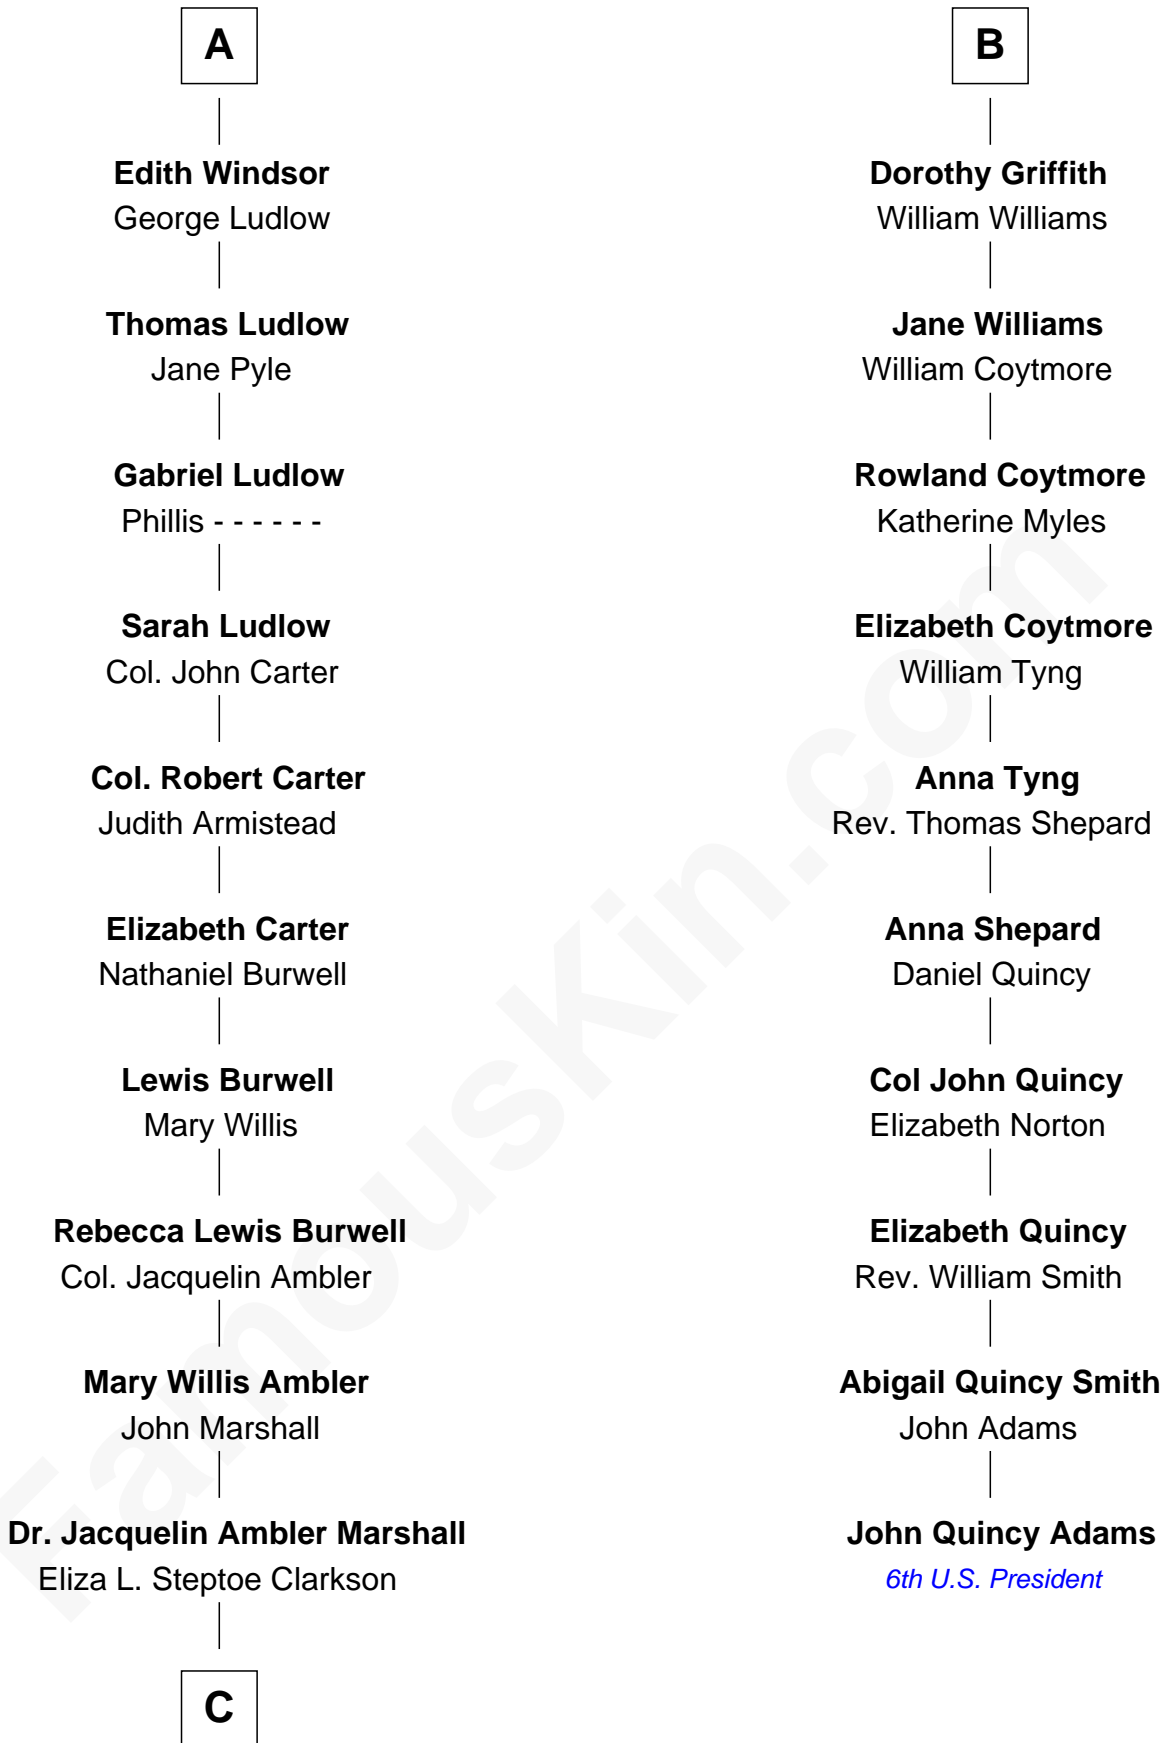 A
Edith Windsor
George Ludlow
Thomas Ludlow
Jane Pyle
Gabriel Ludlow
Phillis - - - - - -
Sarah Ludlow
Col. John Carter
Col. Robert Carter
Judith Armistead
Elizabeth Carter
Nathaniel Burwell
Lewis Burwell
Mary Willis
Rebecca Lewis Burwell
Col. Jacquelin Ambler
Mary Willis Ambler
John Marshall
Dr. Jacquelin Ambler Marshall
Eliza L. Steptoe Clarkson
C
B
Dorothy Griffith
William Williams
Jane Williams
William Coytmore
Rowland Coytmore
Katherine Myles
Elizabeth Coytmore
William Tyng
Anna Tyng
Rev. Thomas Shepard
Anna Shepard
Daniel Quincy
Col John Quincy
Elizabeth Norton
Elizabeth Quincy
Rev. William Smith
Abigail Quincy Smith
John Adams
John Quincy Adams
6th U.S. President
FamousKin.com